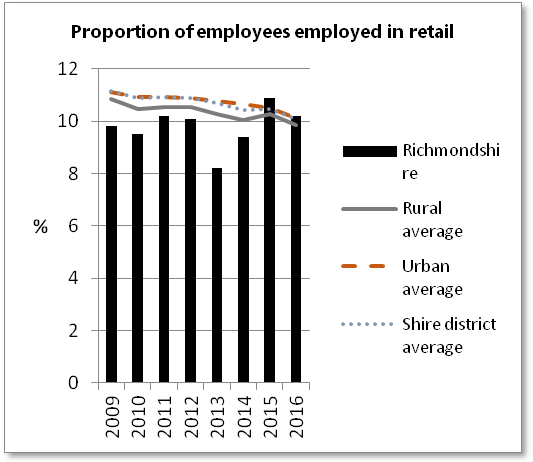 Proportion of employees employed in retail
12
10
8
6
4
2
0
%
2009
2010
2011
2012
2013
2014
2015
2016
Richmondshi
re
Rural
average
Urban
average
Shire district
average